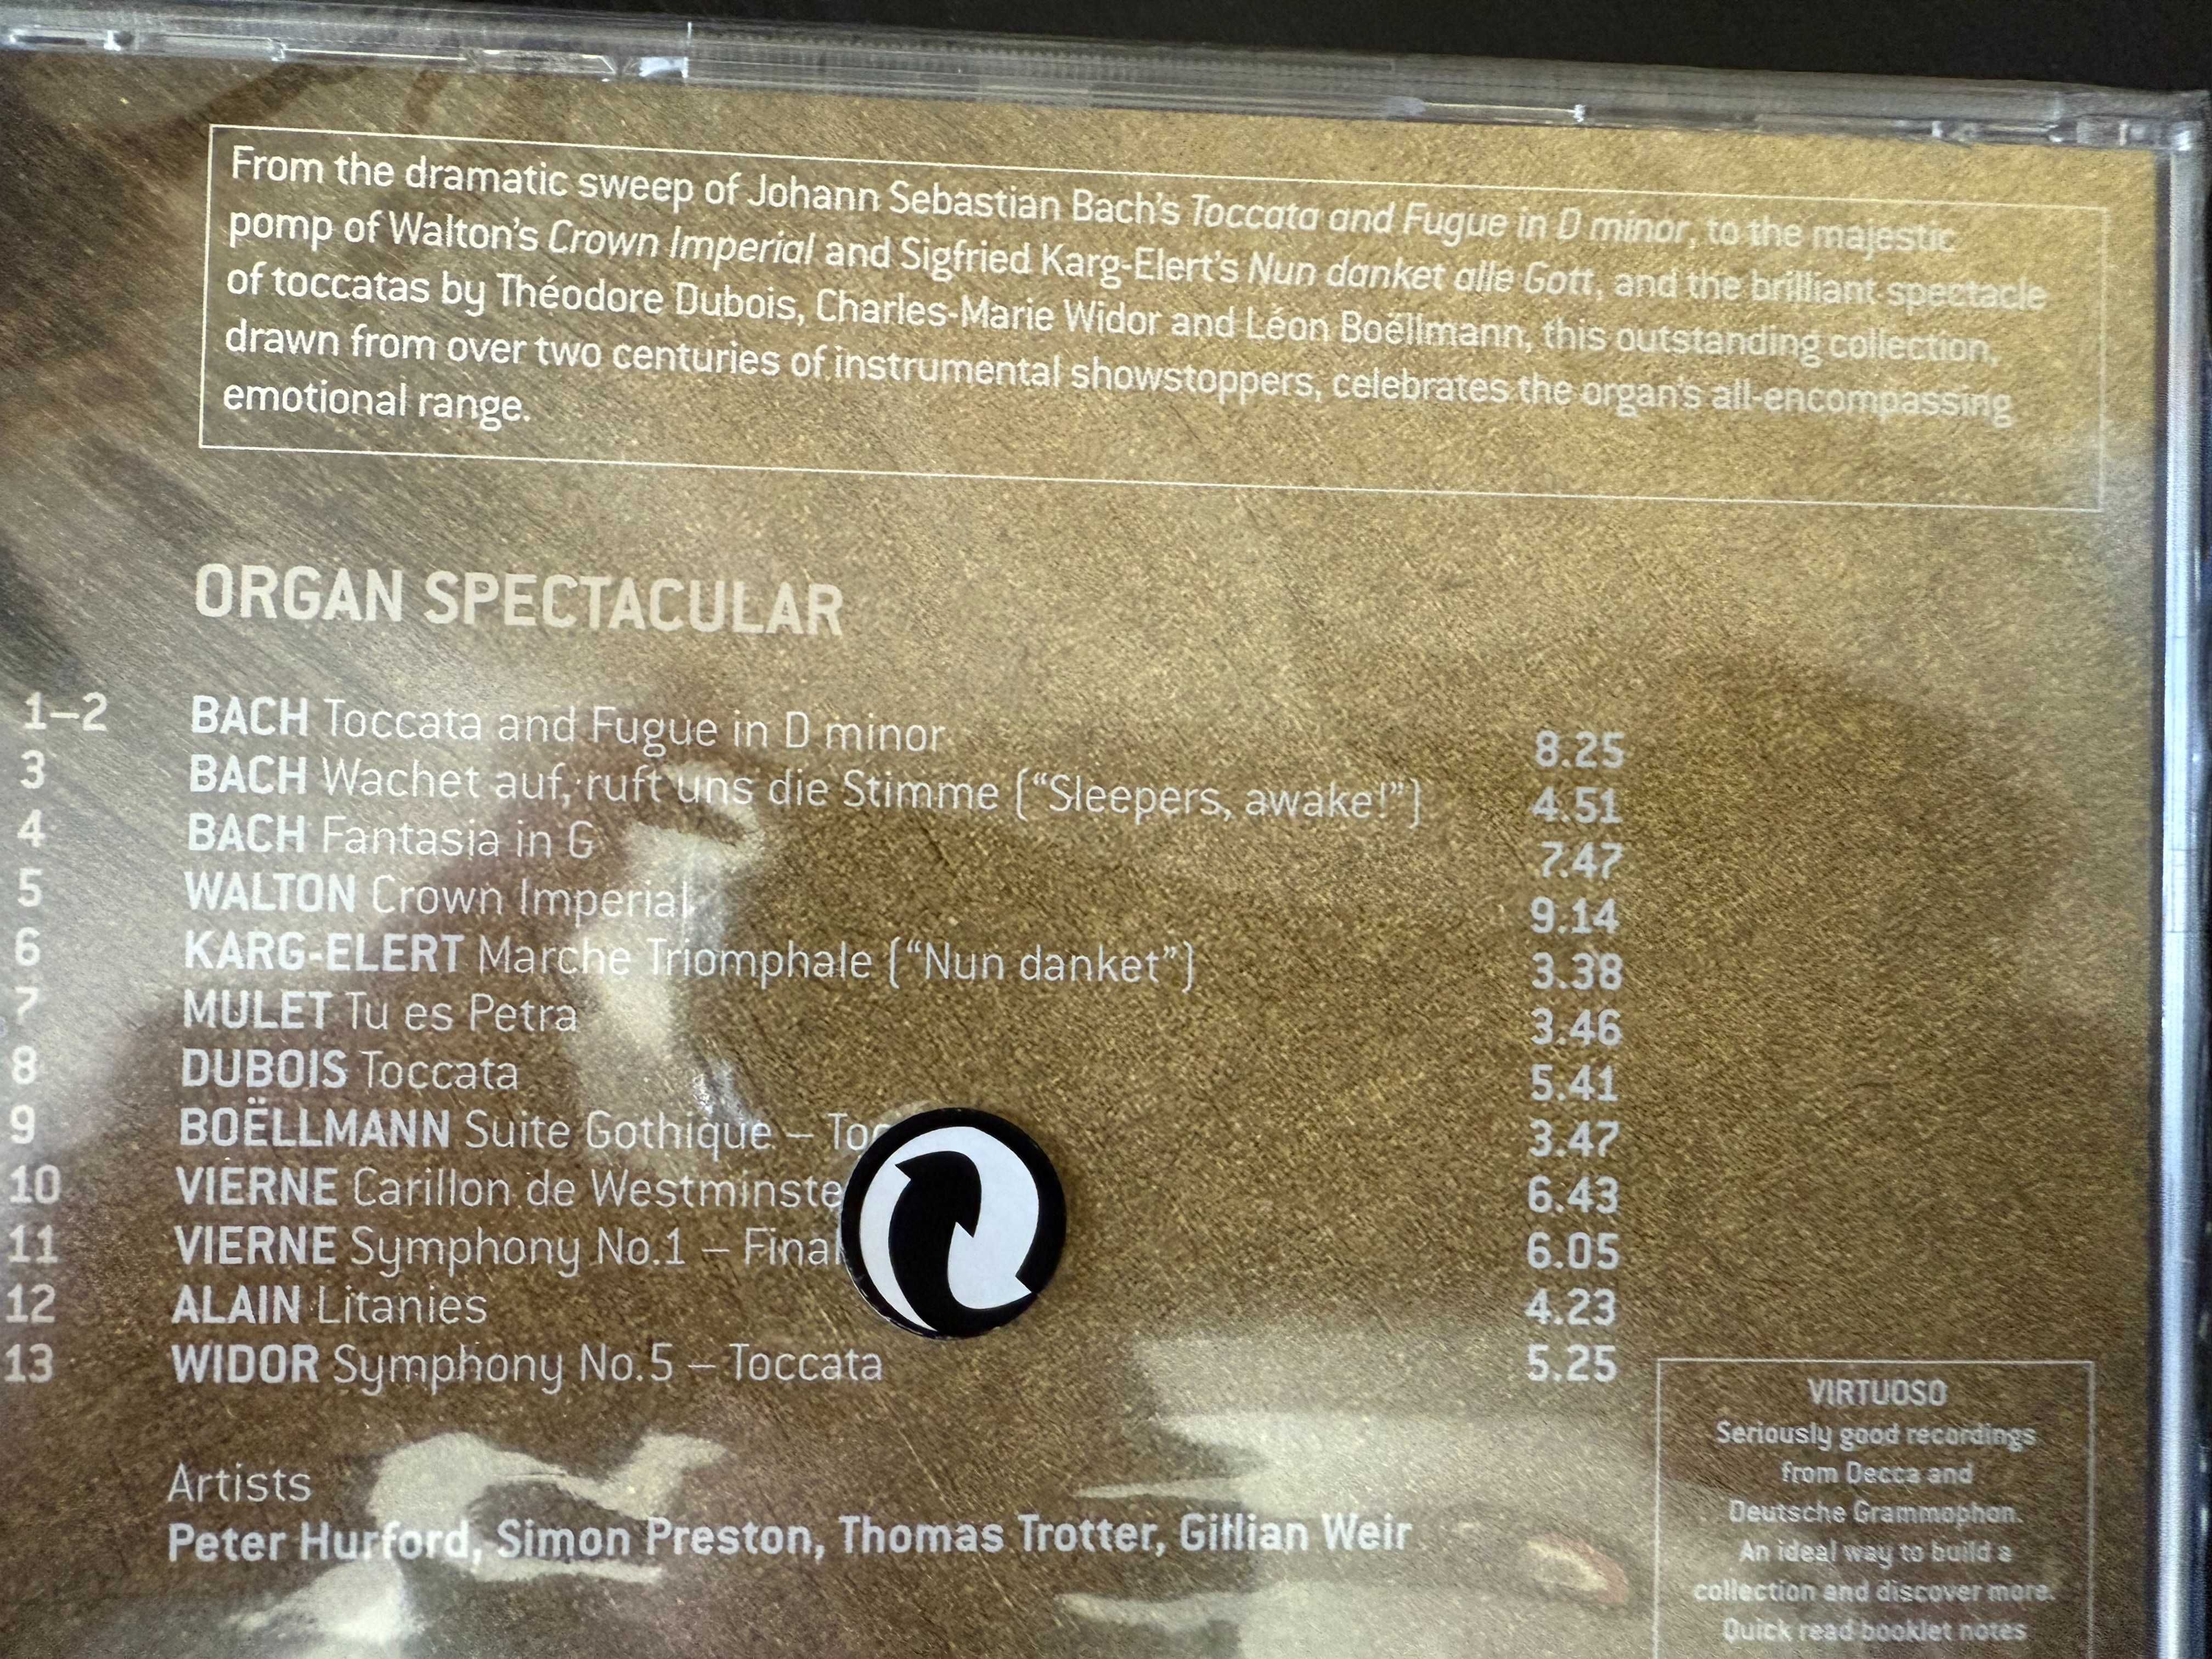 From the dramatic sweep of Johann Sebastian Bach's Toccata and Fugue in D minor, to the majestic
pomp of Walton's Crown Imperial and Sigfried Karg-Elert's Nun danket alle Gott, and the brilliant spectacle
of toccatas by Théodore Dubois, Charles-Marie Widor and Léon Boëllmann, this outstanding collection,
drawn from over two centuries of instrumental showstoppers, celebrates the organ's all-encompassing
emotional range.
ORGAN SPECTACULAR
1–2 BACH Toccata and Fugue in D minor 8.25
3 BACH Wachet auf, ruft uns die Stimme ("Sleepers, awake!") 4.51
4 BACH Fantasia in G 7.47
5 WALTON Crown Imperial 9.14
6 KARG-ELERT Marche Triomphale ("Nun danket") 3.38
7 MULET Tu es Petra 3.46
8 DUBOIS Toccata 5.41
9 BOËLLMANN Suite Gothique – 3.47
10 VIERNE Carillon de Westminste 6.43
11 VIERNE Symphony No.1 – Final 6.05
12 ALAIN Litanies 4.23
13 WIDOR Symphony No.5 – Toccata 5.25
Artists
Peter Hurford, Simon Preston, Thomas Trotter, Gillian Weir
VIRTUOSO
Seriously good recordings
from Decca and
Deutsche Grammophon.
An ideal way to build a
collection and discover more.
Quick read booklet notes